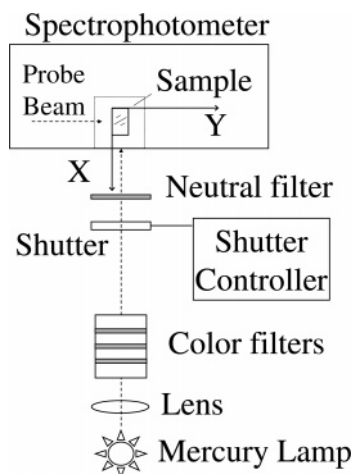 Spectrophotometer
Probe
Beam
Sample
Y
X
Neutral filter
Shutter
Shutter
Controller
Color filters
Lens
Mercury Lamp